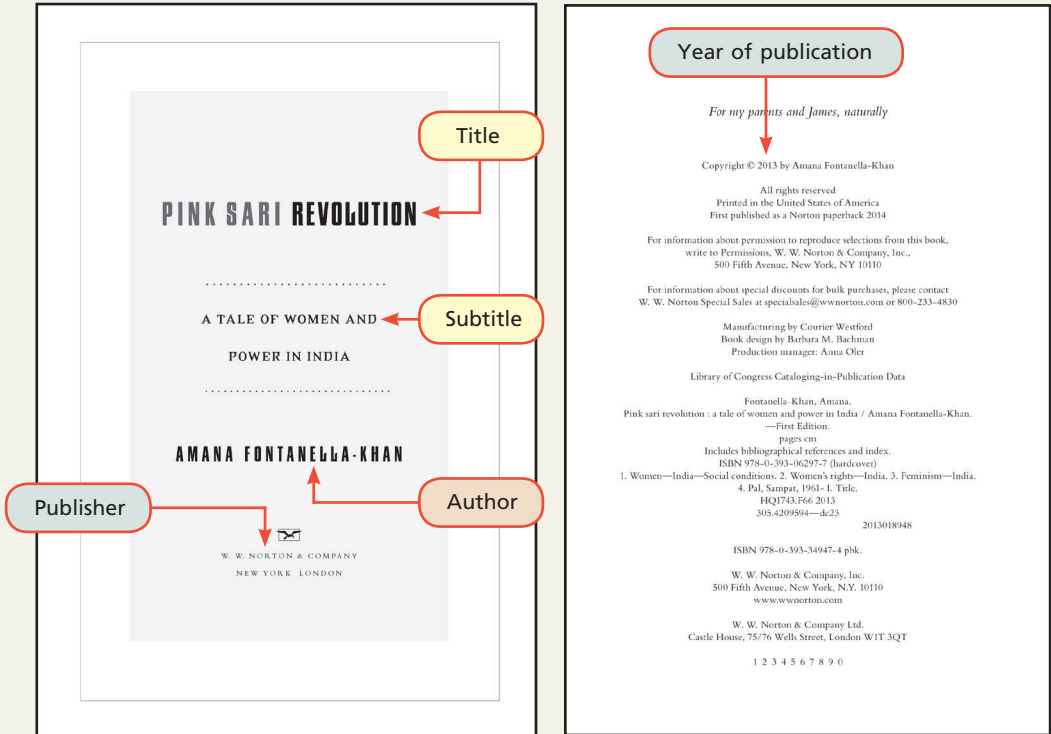 Title
PINK SARI REVOLUTION
A TALE OF WOMEN AND
Subtitle
POWER IN INDIA
AMANA FONTANELLA-KHAN
Author
Publisher
W. W. NORTON & COMPANY
NEW YORK LONDON
Year of publication
For my parents and James, naturally
Copyright © 2013 by Amana Fontanella-Khan
All rights reserved
Printed in the United States of America
First published as a Norton paperback 2014
For information about permission to reproduce selections from this book,
write to Permissions, W. W. Norton & Company, Inc.,
500 Fifth Avenue, New York, NY 10110
For information about special discounts for bulk purchases, please contact
W. W. Norton Special Sales at specialsales@wwnorton.com or 800-233-4830
Manufacturing by Courier Westford
Book design by Barbara M. Bachman
Production manager: Anna Oler
Library of Congress Cataloging-in-Publication Data
Fontanella-Khan, Amana.
Pink sari revolution : a tale of women and power in India / Amana Fontanella-Khan.
—First Edition.
pages cm
Includes bibliographical references and index.
ISBN 978-0-393-06297-7 (hardcover)
1. Women—India—Social conditions. 2. Women's rights—India. 3. Feminism—India.
4. Pal, Sampat, 1961- I. Title.
HQ1743.F66 2013
305.4209594—dc23
2013018948
ISBN 978-0-393-34947-4 pbk.
W. W. Norton & Company, Inc.
500 Fifth Avenue, New York, N.Y. 10110
www.wwnorton.com
W. W. Norton & Company Ltd.
Castle House, 75/76 Wells Street, London W1T 3QT
1 2 3 4 5 6 7 8 9 0